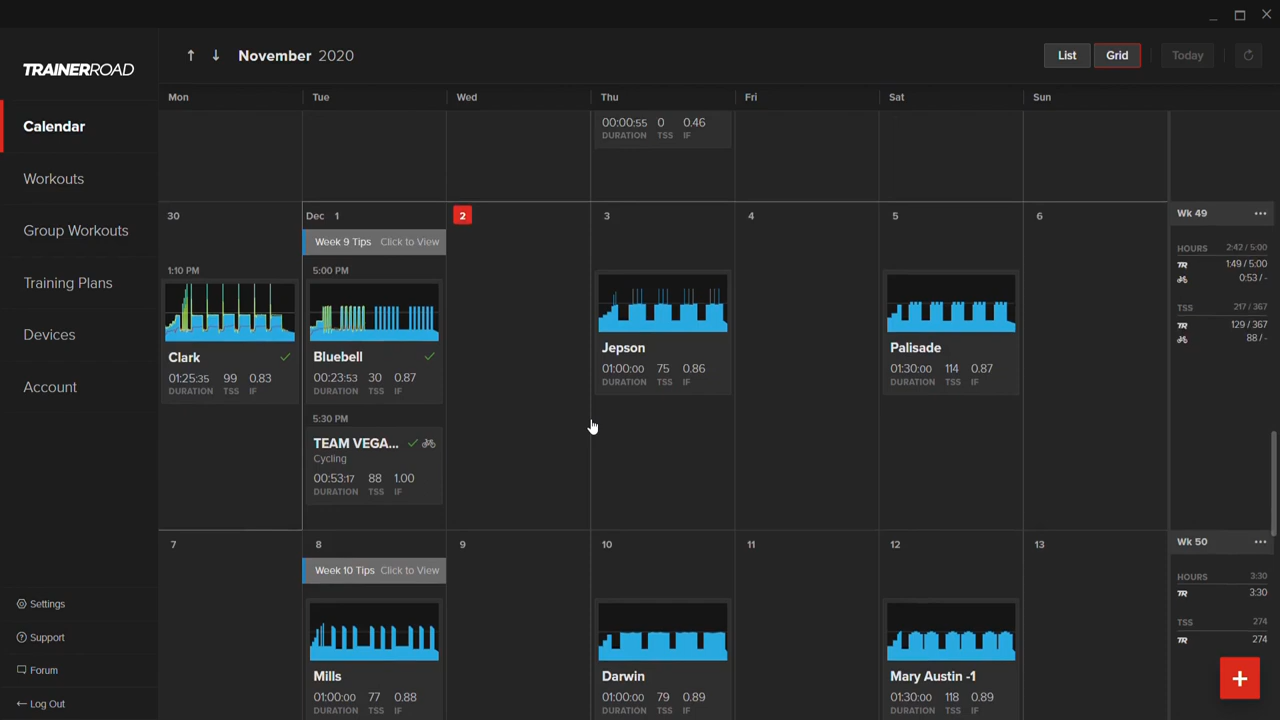 TRAINERROAD
November 2020
List
Grid
Today
Mon
Tue
Wed
Thu
Fri
Sat
Sun
Calendar
Workouts
Group Workouts
Training Plans
Devices
Account
Settings
Support
Forum
Log Out
00:00:55 0 0.46
DURATION TSS IF
30
Dec 1
2
3
4
5
6
Week 9 Tips Click to View
1:10 PM
Clark
01:25:35 99 0.83
DURATION TSS IF
5:00 PM
Bluebell
00:23:53 30 0.87
DURATION TSS IF
5:30 PM
TEAM VEGA...
Cycling
00:53:17 88 1.00
DURATION TSS IF
Jepson
01:00:00 75 0.86
DURATION TSS IF
Palisade
01:30:00 114 0.87
DURATION TSS IF
Wk 49
HOURS 2:42 / 5:00
TR 1:49 / 5:00
0:53 / -
TSS 217 / 367
TR 129 / 367
88 / -
7
8
9
10
11
12
13
Week 10 Tips Click to View
Mills
01:00:00 77 0.88
DURATION TSS IF
Darwin
01:00:00 79 0.89
DURATION TSS IF
Mary Austin -1
01:30:00 118 0.89
DURATION TSS IF
Wk 50
HOURS 3:30
TR 3:30
TSS 274
TR 274